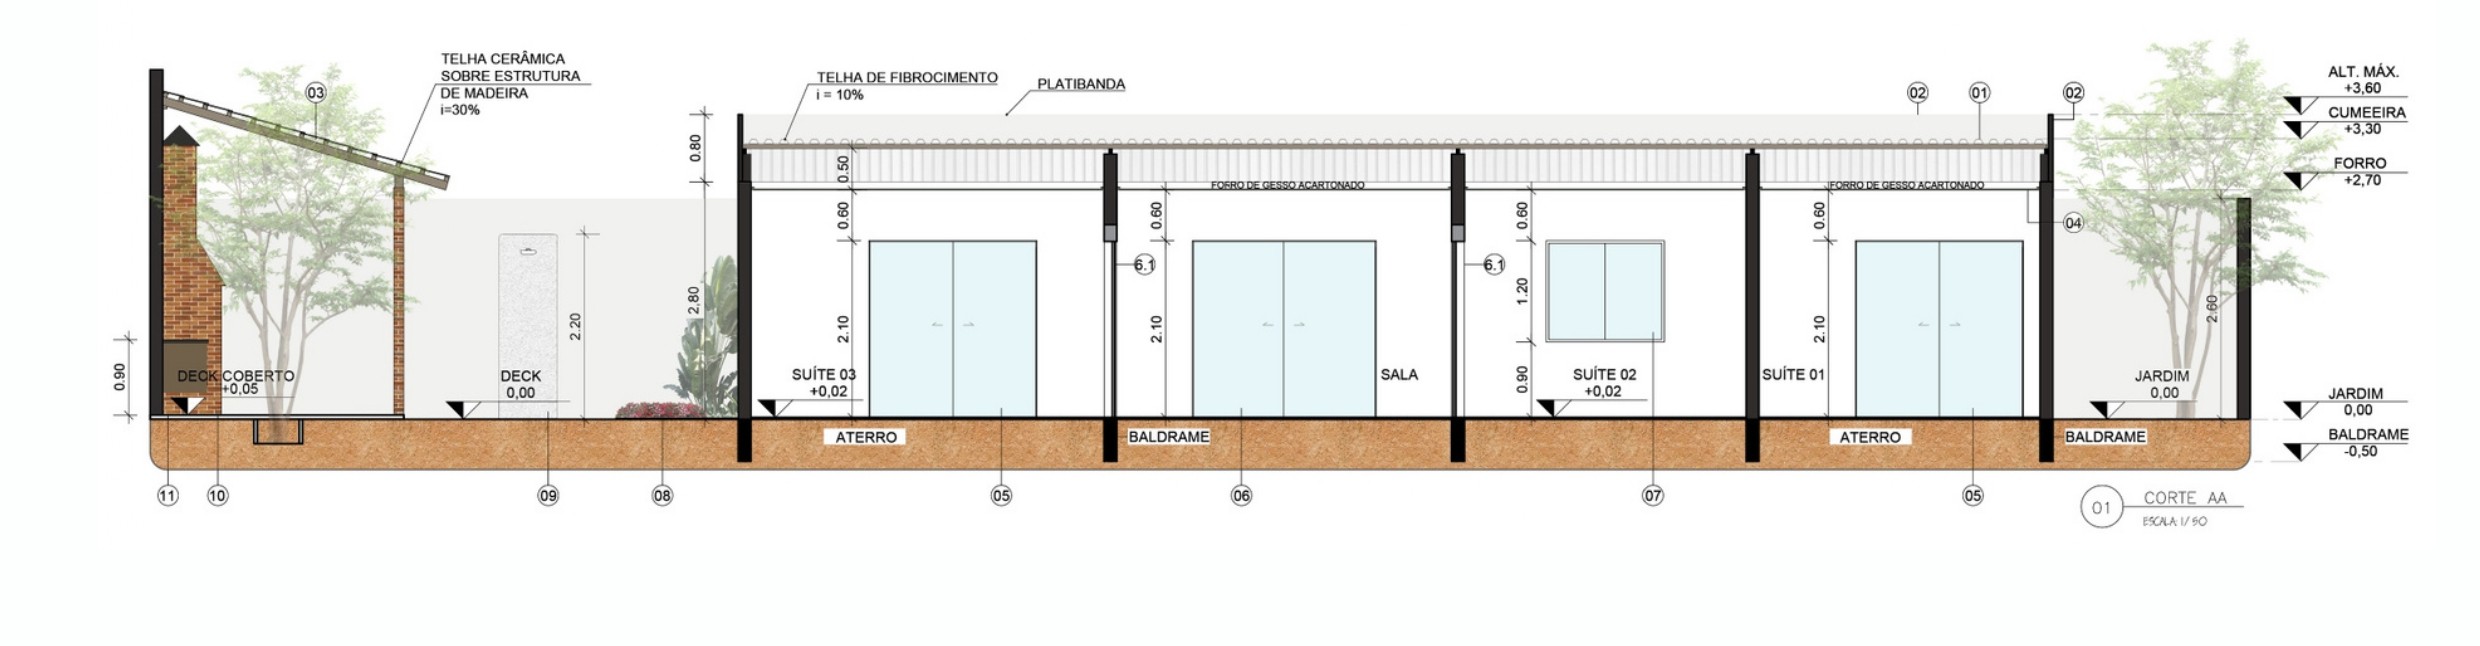 TELHA CERÂMICA
SOBRE ESTRUTURA
DE MADEIRA
i=30%
03
TELHA DE FIBROCIMENTO
i = 10%
PLATIBANDA
02
01
02
ALT. MÁX.
+3,60
CUMEEIRA
+3,30
FORRO
+2,70
0.80
0.50
FORRO DE GESSO ACARTONADO
FORRO DE GESSO ACARTONADO
0.60
0.60
0.60
0.60
04
6.1
6.1
2.20
2,80
2.10
2.10
1.20
2.10
2.60
0.90
0.90
DECK COBERTO
+0,05
DECK
0,00
SUÍTE 03
+0,02
SALA
SUÍTE 02
+0,02
SUÍTE 01
JARDIM
0,00
JARDIM
0,00
ATERRO
BALDRAME
ATERRO
BALDRAME
BALDRAME
-0,50
11
10
09
08
05
06
07
05
01
CORTE AA
ESCALA: 1/ 50